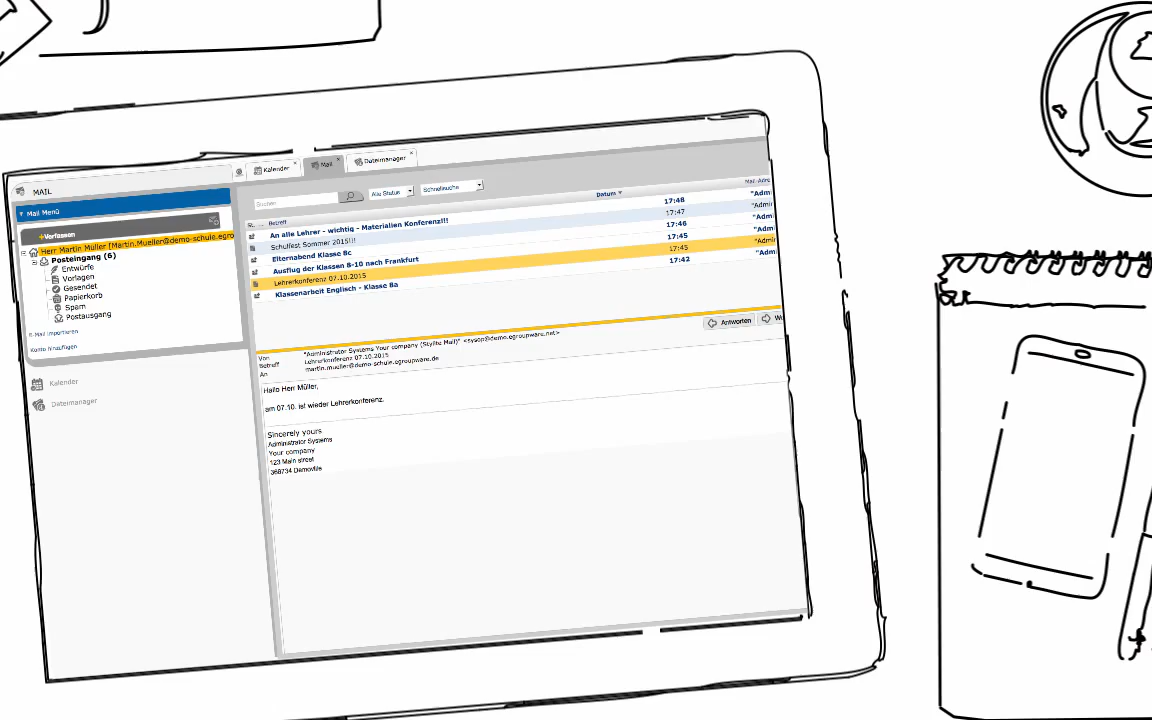 MAIL
Kalender
Mail
Dateimanager
Mail Menü
+Verfassen
Herr Martin Müller [Martin.Mueller@demo-schule.egro
Posteingang (6)
Entwürfe
Vorlagen
Gesendet
Papierkorb
Spam
Postausgang
E-Mail importieren
Konto hinzufügen
Kalender
Dateimanager
Suchen
Alle Status
Schnellsuche
St. ... Betreff Datum Mail-Adre
An alle Lehrer - wichtig - Materialien Konferenz!!! 17:48 "Adm
Schulfest Sommer 2015!!! 17:47 "Admi
Elternabend Klasse 8c 17:46 "Adm
Ausflug der Klassen 8-10 nach Frankfurt 17:45 "Adm
Lehrerkonferenz 07.10.2015 17:45 "Admi
Klassenarbeit Englisch - Klasse 8a 17:42 "Adm
Antworten
Von "Administrator Systems Your company (Stylite Mail)" <sysop@demo.egroupware.net>
Betreff Lehrerkonferenz 07.10.2015
An martin.mueller@demo-schule.egroupware.de
Hallo Herr Müller,
am 07.10. ist wieder Lehrerkonferenz.
Sincerely yours
Administrator Systems
Your company
123 Main street
368734 Demoville